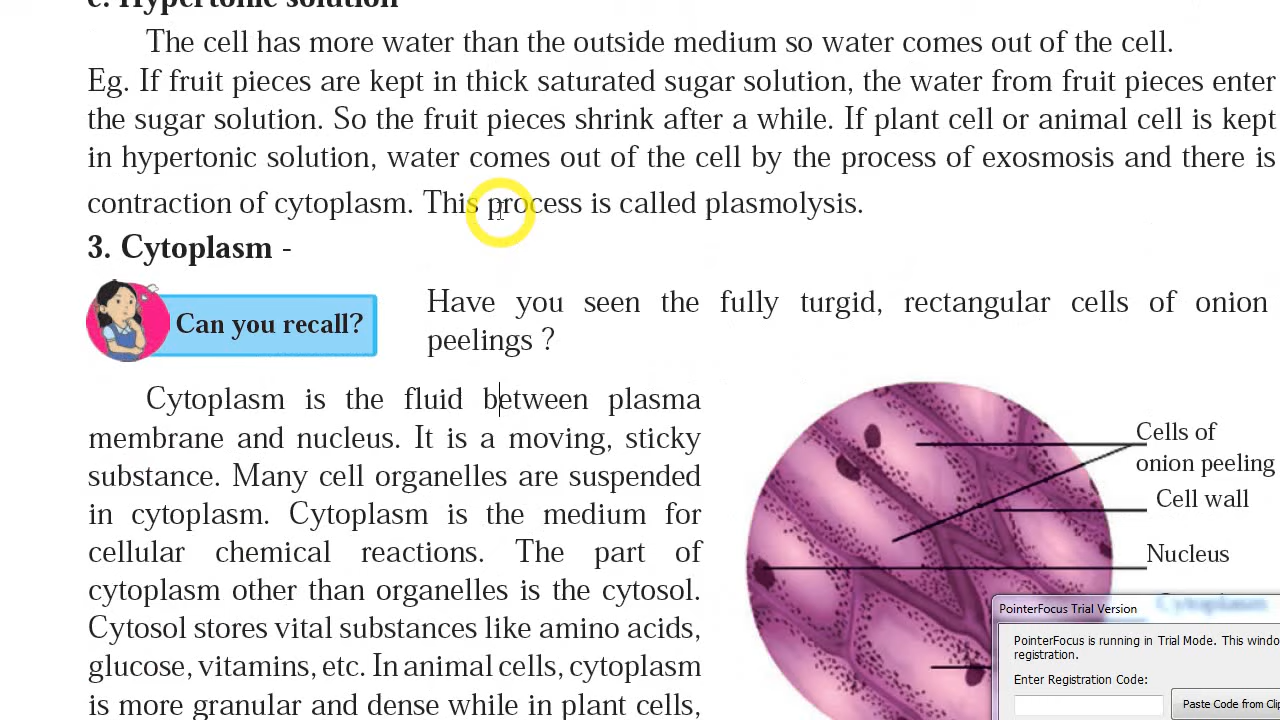 c. Hypertonic solution
The cell has more water than the outside medium so water comes out of the cell.
Eg. If fruit pieces are kept in thick saturated sugar solution, the water from fruit pieces enter
the sugar solution. So the fruit pieces shrink after a while. If plant cell or animal cell is kept
in hypertonic solution, water comes out of the cell by the process of exosmosis and there is
contraction of cytoplasm. This process is called plasmolysis.
3. Cytoplasm -
Can you recall?
Have you seen the fully turgid, rectangular cells of onion
peelings ?
Cytoplasm is the fluid between plasma
membrane and nucleus. It is a moving, sticky
substance. Many cell organelles are suspended
in cytoplasm. Cytoplasm is the medium for
cellular chemical reactions. The part of
cytoplasm other than organelles is the cytosol.
Cytosol stores vital substances like amino acids,
glucose, vitamins, etc. In animal cells, cytoplasm
is more granular and dense while in plant cells,
Cells of
onion peeling
Cell wall
Nucleus
Cytoplasm
PointerFocus Trial Version
PointerFocus is running in Trial Mode. This windo
registration.
Enter Registration Code:
Paste Code from Cli